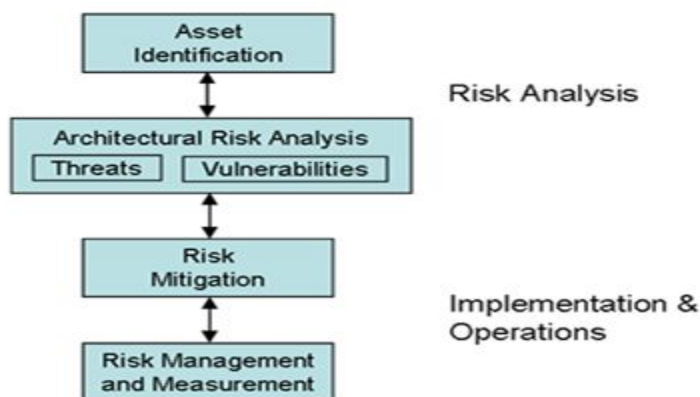 Asset
Identification
Risk Analysis
Architectural Risk Analysis
Threats
Vulnerabilities
Risk
Mitigation
Implementation &
Operations
Risk Management
and Measurement